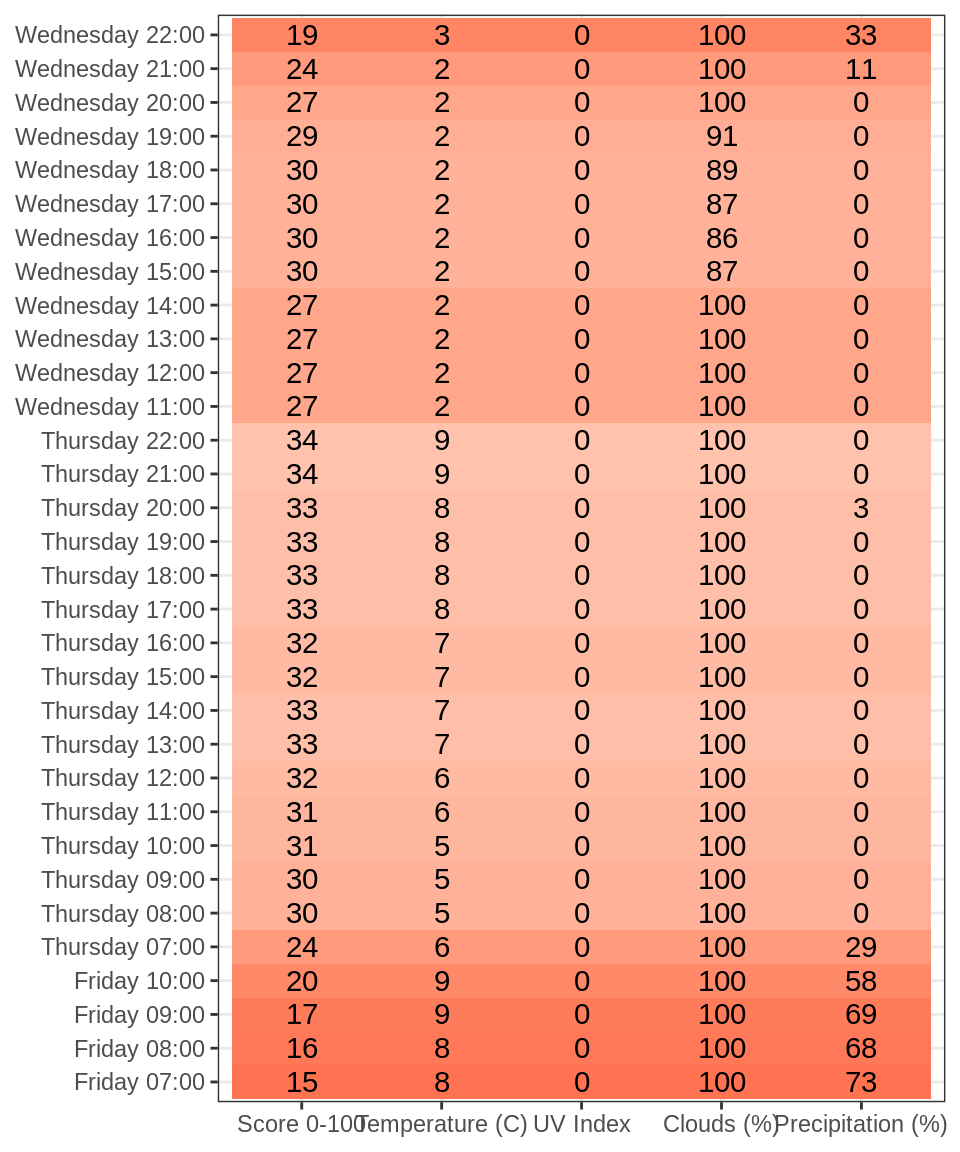 Wednesday 22:00 19 3 0 100 33
Wednesday 21:00 24 2 0 100 11
Wednesday 20:00 27 2 0 100 0
Wednesday 19:00 29 2 0 91 0
Wednesday 18:00 30 2 0 89 0
Wednesday 17:00 30 2 0 87 0
Wednesday 16:00 30 2 0 86 0
Wednesday 15:00 30 2 0 87 0
Wednesday 14:00 27 2 0 100 0
Wednesday 13:00 27 2 0 100 0
Wednesday 12:00 27 2 0 100 0
Wednesday 11:00 27 2 0 100 0
Thursday 22:00 34 9 0 100 0
Thursday 21:00 34 9 0 100 0
Thursday 20:00 33 8 0 100 3
Thursday 19:00 33 8 0 100 0
Thursday 18:00 33 8 0 100 0
Thursday 17:00 33 8 0 100 0
Thursday 16:00 32 7 0 100 0
Thursday 15:00 32 7 0 100 0
Thursday 14:00 33 7 0 100 0
Thursday 13:00 33 7 0 100 0
Thursday 12:00 32 6 0 100 0
Thursday 11:00 31 6 0 100 0
Thursday 10:00 31 5 0 100 0
Thursday 09:00 30 5 0 100 0
Thursday 08:00 30 5 0 100 0
Thursday 07:00 24 6 0 100 29
Friday 10:00 20 9 0 100 58
Friday 09:00 17 9 0 100 69
Friday 08:00 16 8 0 100 68
Friday 07:00 15 8 0 100 73
Score 0-100 Temperature (C) UV Index Clouds (%) Precipitation (%)